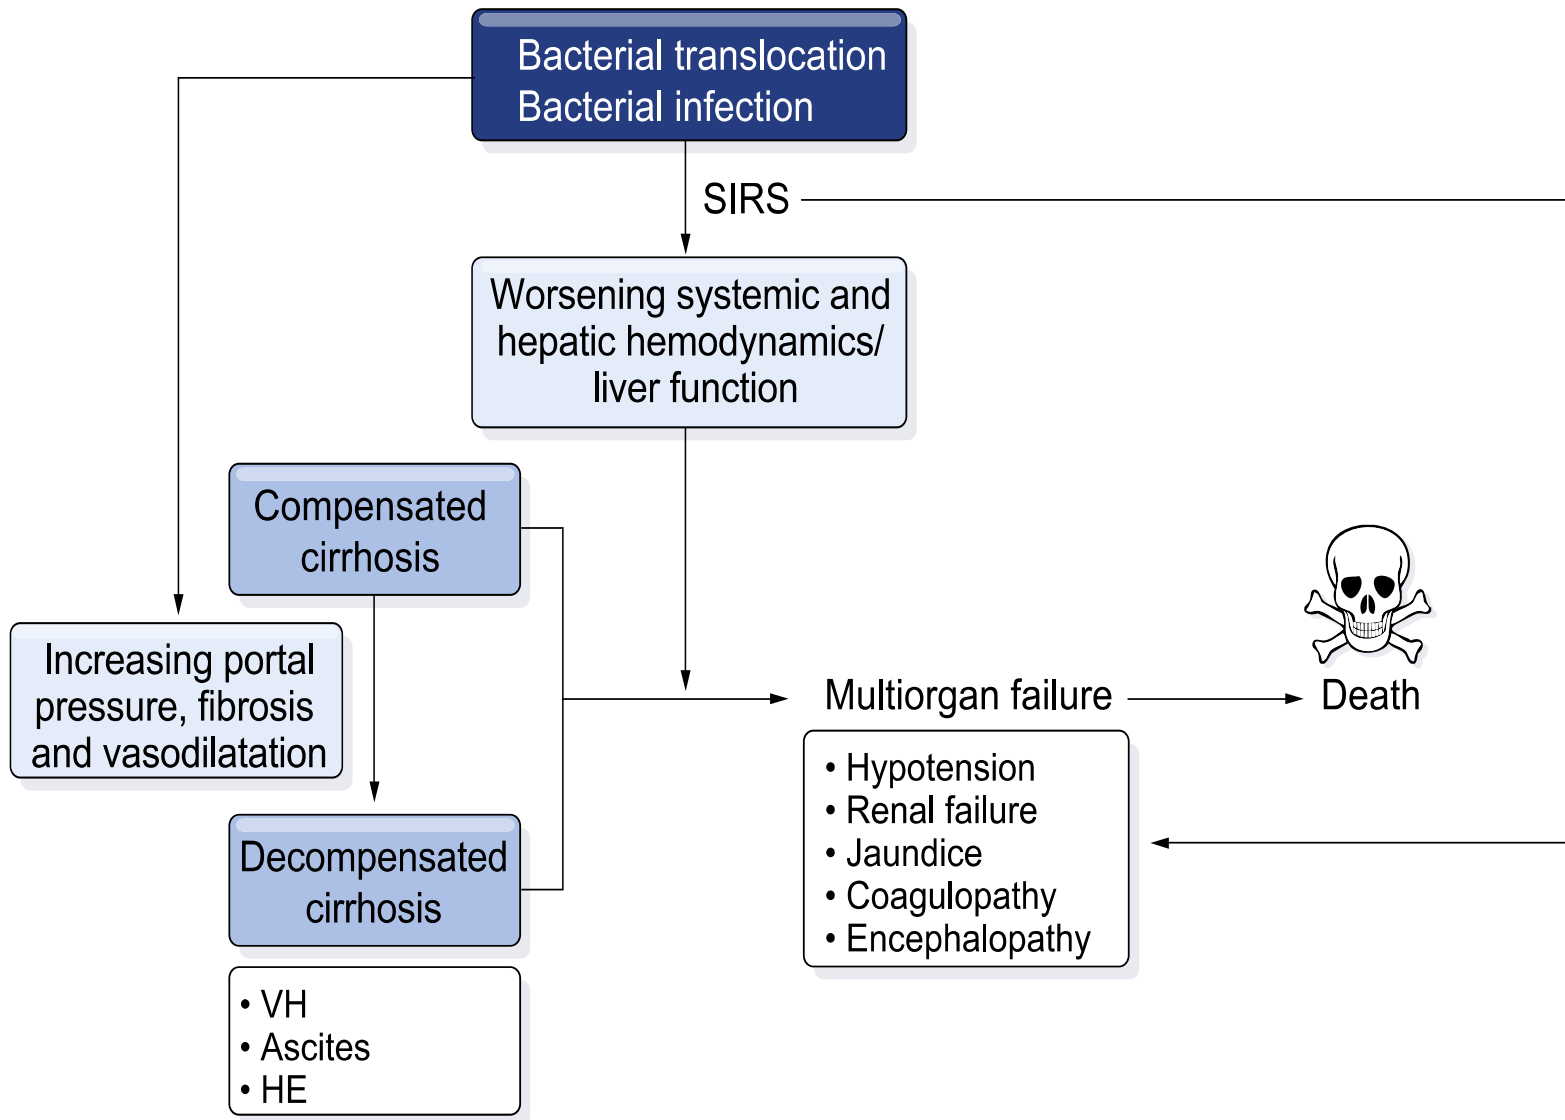 Bacterial translocation
Bacterial infection
SIRS
Worsening systemic and
hepatic hemodynamics/
liver function
Compensated
cirrhosis
Increasing portal
pressure, fibrosis
and vasodilatation
Multiorgan failure
Death
• Hypotension
• Renal failure
• Jaundice
• Coagulopathy
• Encephalopathy
Decompensated
cirrhosis
• VH
• Ascites
• HE